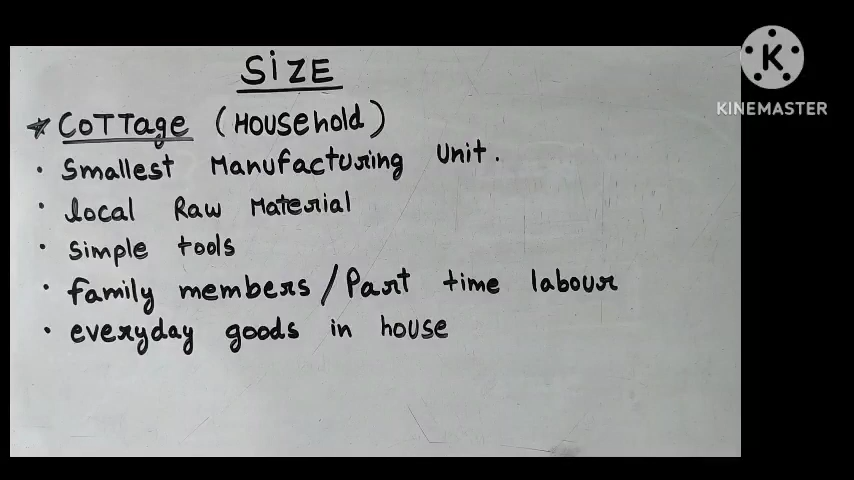 SiZE
* CoTTage (HouseHold)
• Smallest Manufacturing Unit.
• local Raw Material
• Simple tools
• family members / Part time labour
• everyday goods in house
K
KINEMASTER